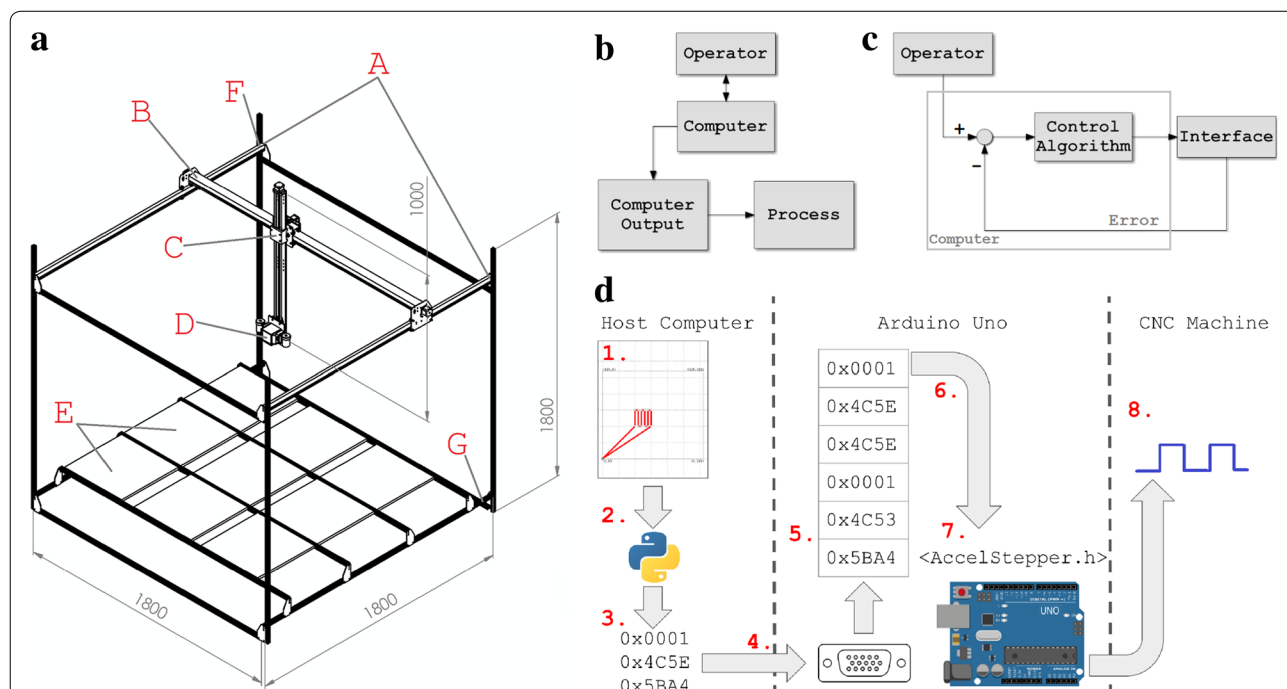 a
A
F
B
C
D
E
G
1000
1800
1800
1800
b
Operator
Computer
Computer
Output
Process
c
Operator
+
−
Control
Algorithm
Interface
Error
Computer
d
Host Computer
Arduino Uno
CNC Machine
1.
2.
3.
0x0001
0x4C5E
0x5BA4
4.
5.
0x0001
0x4C5E
0x4C5E
0x0001
0x4C53
0x5BA4
6.
7.
<AccelStepper.h>
UNO
8.